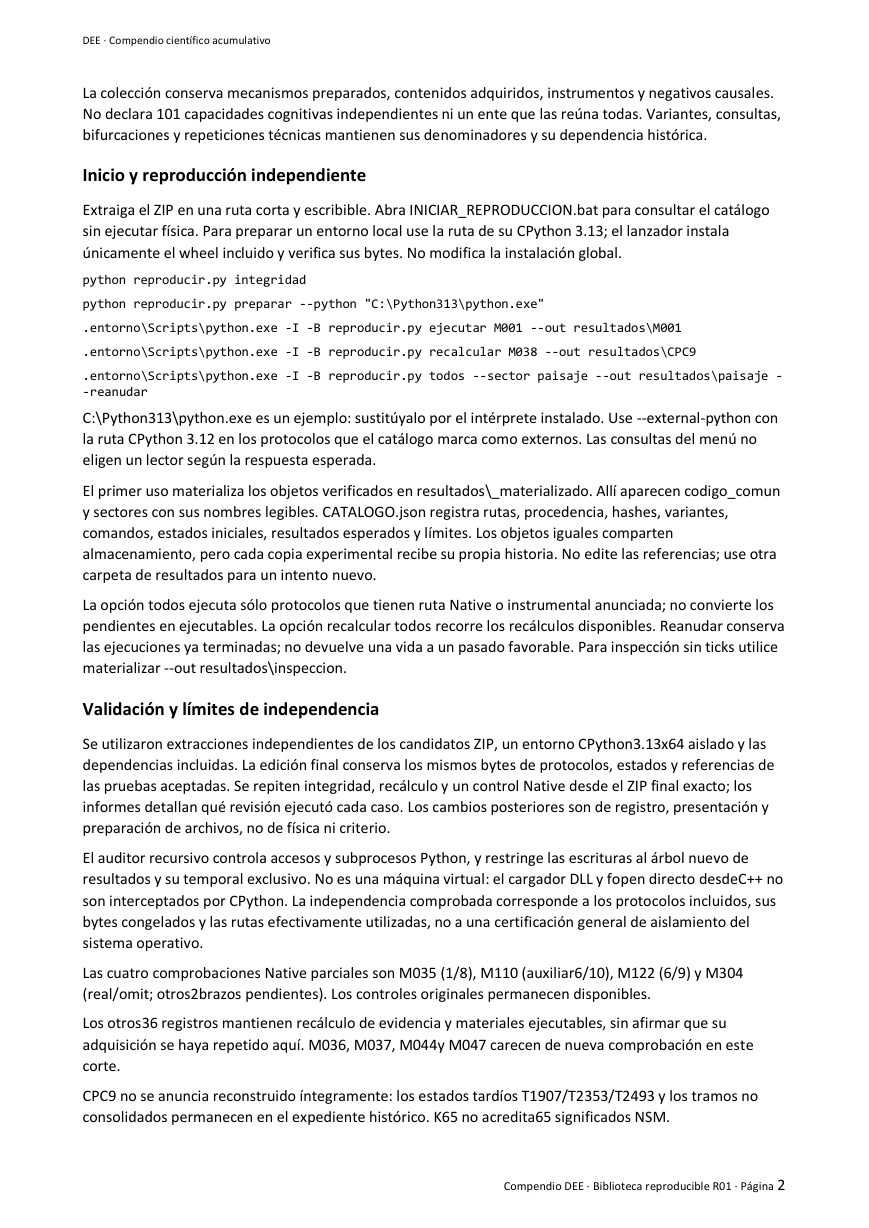 DEE · Compendio científico acumulativo
La colección conserva mecanismos preparados, contenidos adquiridos, instrumentos y negativos causales.
No declara 101 capacidades cognitivas independientes ni un ente que las reúna todas. Variantes, consultas,
bifurcaciones y repeticiones técnicas mantienen sus denominadores y su dependencia histórica.
Inicio y reproducción independiente
Extraiga el ZIP en una ruta corta y escribible. Abra INICIAR_REPRODUCCION.bat para consultar el catálogo
sin ejecutar física. Para preparar un entorno local use la ruta de su CPython 3.13; el lanzador instala
únicamente el wheel incluido y verifica sus bytes. No modifica la instalación global.
python reproducir.py integridad
python reproducir.py preparar --python "C:\Python313\python.exe"
.entorno\Scripts\python.exe -I -B reproducir.py ejecutar M001 --out resultados\M001
.entorno\Scripts\python.exe -I -B reproducir.py recalcular M038 --out resultados\CPC9
.entorno\Scripts\python.exe -I -B reproducir.py todos --sector paisaje --out resultados\paisaje -
-reanudar
C:\Python313\python.exe es un ejemplo: sustitúyalo por el intérprete instalado. Use --external-python con
la ruta CPython 3.12 en los protocolos que el catálogo marca como externos. Las consultas del menú no
eligen un lector según la respuesta esperada.
El primer uso materializa los objetos verificados en resultados\_materializado. Allí aparecen codigo_comun
y sectores con sus nombres legibles. CATALOGO.json registra rutas, procedencia, hashes, variantes,
comandos, estados iniciales, resultados esperados y límites. Los objetos iguales comparten
almacenamiento, pero cada copia experimental recibe su propia historia. No edite las referencias; use otra
carpeta de resultados para un intento nuevo.
La opción todos ejecuta sólo protocolos que tienen ruta Native o instrumental anunciada; no convierte los
pendientes en ejecutables. La opción recalcular todos recorre los recálculos disponibles. Reanudar conserva
las ejecuciones ya terminadas; no devuelve una vida a un pasado favorable. Para inspección sin ticks utilice
materializar --out resultados\inspeccion.
Validación y límites de independencia
Se utilizaron extracciones independientes de los candidatos ZIP, un entorno CPython3.13x64 aislado y las
dependencias incluidas. La edición final conserva los mismos bytes de protocolos, estados y referencias de
las pruebas aceptadas. Se repiten integridad, recálculo y un control Native desde el ZIP final exacto; los
informes detallan qué revisión ejecutó cada caso. Los cambios posteriores son de registro, presentación y
preparación de archivos, no de física ni criterio.
El auditor recursivo controla accesos y subprocesos Python, y restringe las escrituras al árbol nuevo de
resultados y su temporal exclusivo. No es una máquina virtual: el cargador DLL y fopen directo desdeC++ no
son interceptados por CPython. La independencia comprobada corresponde a los protocolos incluidos, sus
bytes congelados y las rutas efectivamente utilizadas, no a una certificación general de aislamiento del
sistema operativo.
Las cuatro comprobaciones Native parciales son M035 (1/8), M110 (auxiliar6/10), M122 (6/9) y M304
(real/omit; otros2brazos pendientes). Los controles originales permanecen disponibles.
Los otros36 registros mantienen recálculo de evidencia y materiales ejecutables, sin afirmar que su
adquisición se haya repetido aquí. M036, M037, M044y M047 carecen de nueva comprobación en este
corte.
CPC9 no se anuncia reconstruido íntegramente: los estados tardíos T1907/T2353/T2493 y los tramos no
consolidados permanecen en el expediente histórico. K65 no acredita65 significados NSM.
Compendio DEE · Biblioteca reproducible R01 · Página 2